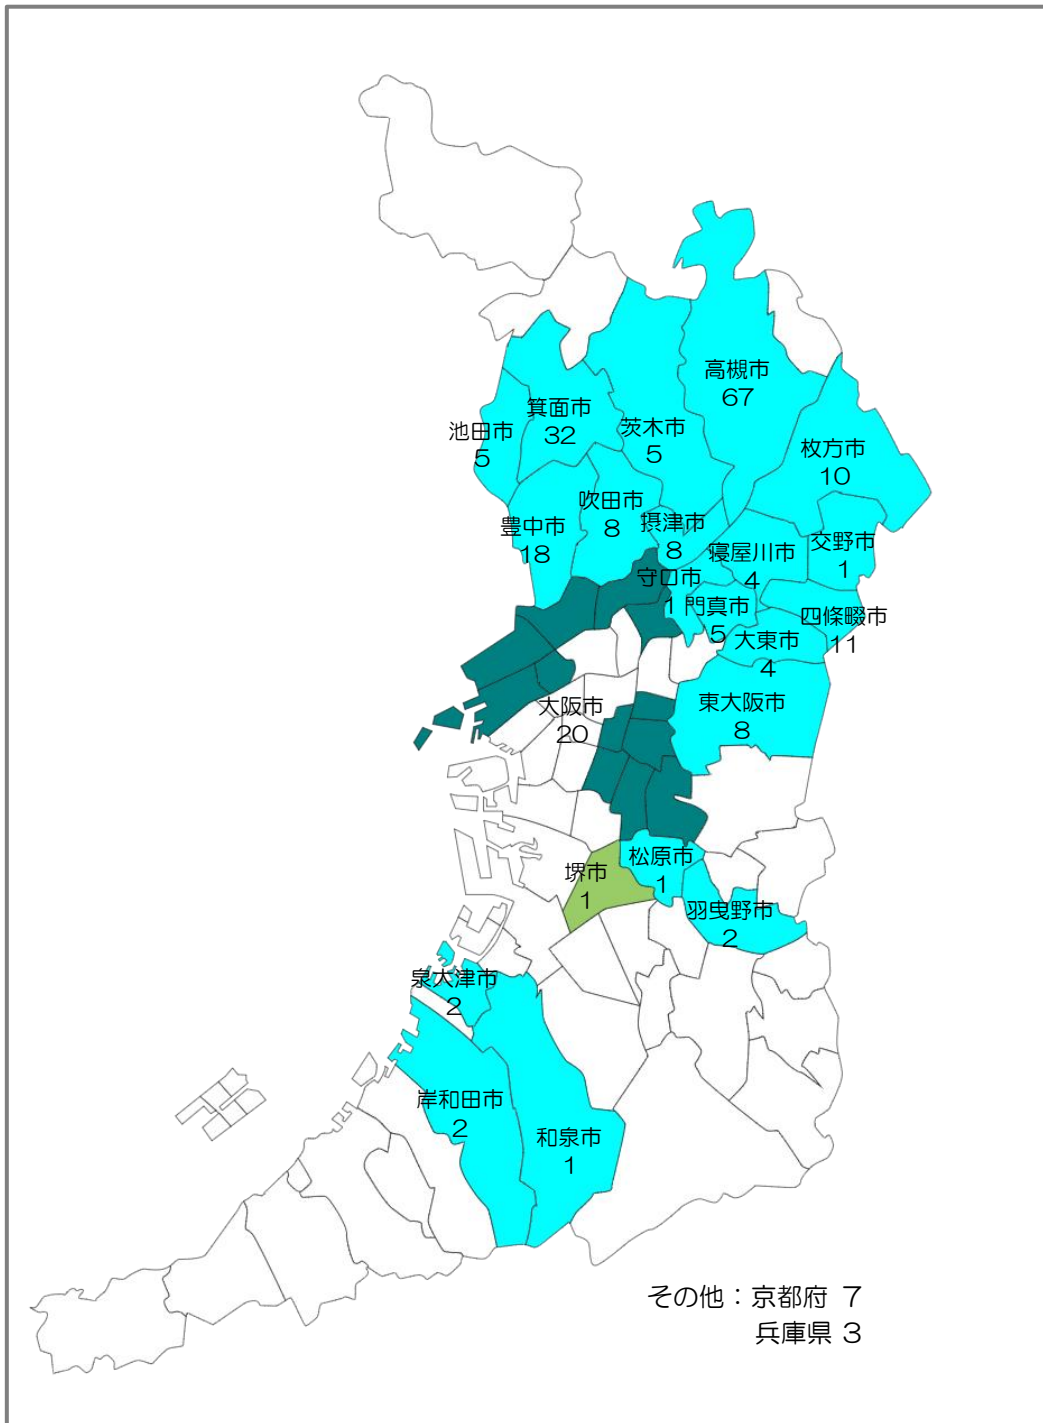 高槻市
67
箕面市
32
池田市
5
茨木市
5
枚方市
10
吹田市
8
摂津市
8
豊中市
18
寝屋川市
4
交野市
1
守口市
1
門真市
5
四條畷市
11
大東市
4
東大阪市
8
大阪市
20
松原市
1
堺市
1
羽曳野市
2
泉大津市
2
岸和田市
2
和泉市
1
その他：京都府 7
兵庫県 3